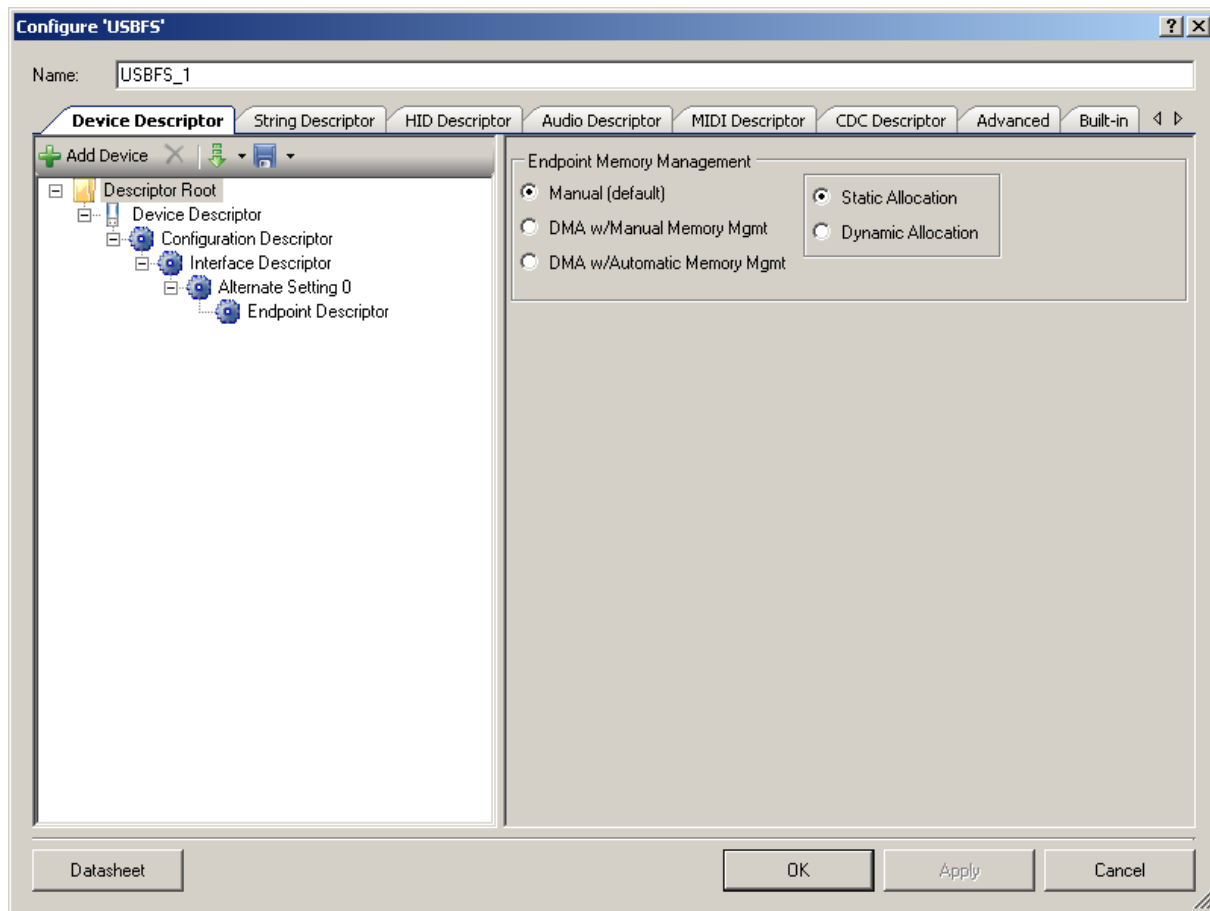 Configure 'USBFS'
Name: USBFS_1
Device Descriptor String Descriptor HID Descriptor Audio Descriptor MIDI Descriptor CDC Descriptor Advanced Built-in
Add Device
Descriptor Root
Device Descriptor
Configuration Descriptor
Interface Descriptor
Alternate Setting 0
Endpoint Descriptor
Endpoint Memory Management
Manual (default)
DMA w/Manual Memory Mgmt
DMA w/Automatic Memory Mgmt
Static Allocation
Dynamic Allocation
Datasheet OK Apply Cancel